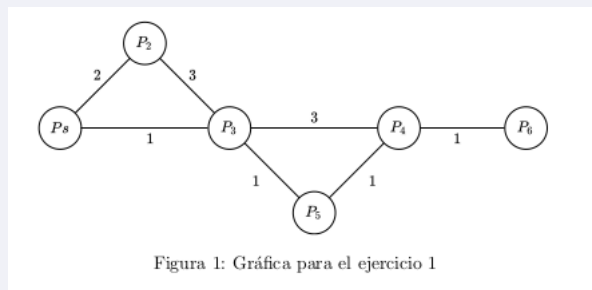 P2
2 3
Ps P3 3 P4 P6
1 1
1 1
P5
Figura 1: Gráfica para el ejercicio 1